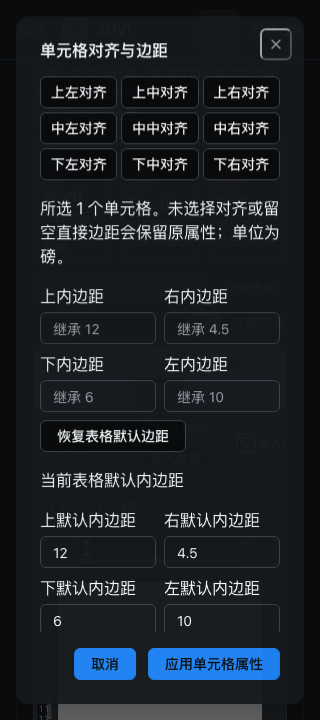 单元格对齐与边距
上左对齐 上中对齐 上右对齐
中左对齐 中中对齐 中右对齐
下左对齐 下中对齐 下右对齐
所选 1 个单元格。未选择对齐或留
空直接边距会保留原属性；单位为
磅。
上内边距 右内边距
继承 12 继承 4.5
下内边距 左内边距
继承 6 继承 10
恢复表格默认边距
当前表格默认内边距
上默认内边距 右默认内边距
12 4.5
下默认内边距 左默认内边距
6 10
取消 应用单元格属性